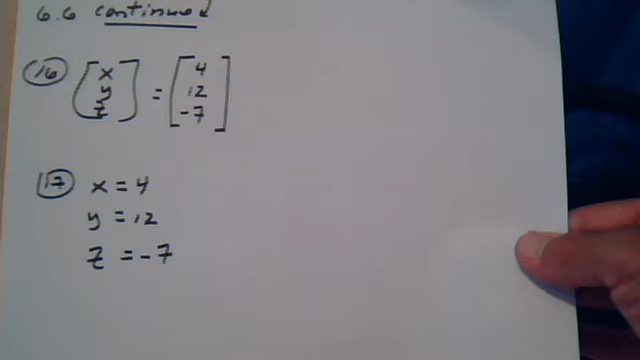 6.6 continued
16 [x y z] = [4 12 -7]
17 x = 4
y = 12
z = -7